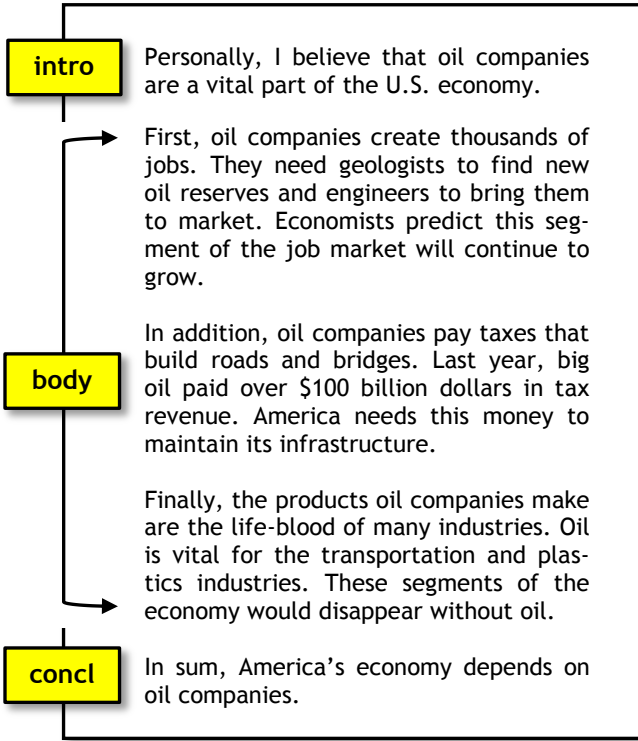 intro
Personally, I believe that oil companies
are a vital part of the U.S. economy.
First, oil companies create thousands of
jobs. They need geologists to find new
oil reserves and engineers to bring them
to market. Economists predict this seg-
ment of the job market will continue to
grow.
body
In addition, oil companies pay taxes that
build roads and bridges. Last year, big
oil paid over $100 billion dollars in tax
revenue. America needs this money to
maintain its infrastructure.
Finally, the products oil companies make
are the life-blood of many industries. Oil
is vital for the transportation and plas-
tics industries. These segments of the
economy would disappear without oil.
concl
In sum, America’s economy depends on
oil companies.